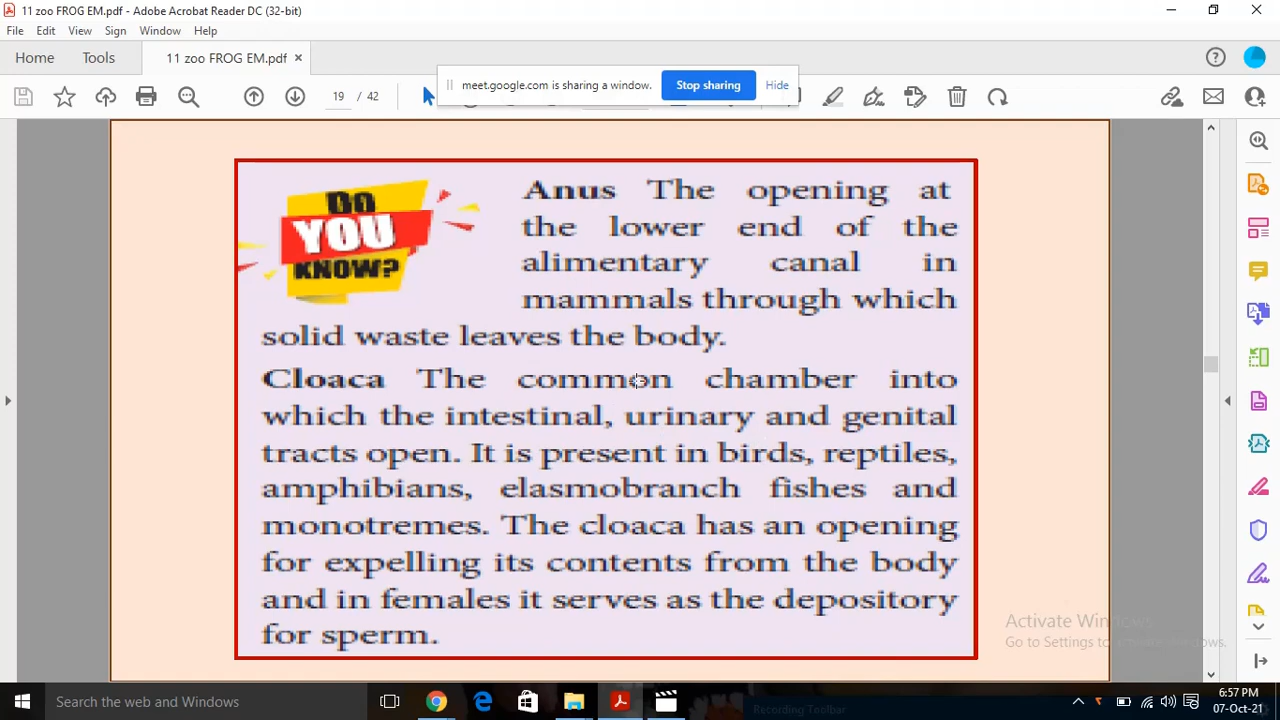 11 zoo FROG EM.pdf - Adobe Acrobat Reader DC (32-bit)
File Edit View Sign Window Help
Home Tools 11 zoo FROG EM.pdf ×
meet.google.com is sharing a window. Stop sharing Hide
19 / 42
DO
YOU
KNOW?
Anus The opening at
the lower end of the
alimentary canal in
mammals through which
solid waste leaves the body.
Cloaca The common chamber into
which the intestinal, urinary and genital
tracts open. It is present in birds, reptiles,
amphibians, elasmobranch fishes and
monotremes. The cloaca has an opening
for expelling its contents from the body
and in females it serves as the depository
for sperm.
Activate Windows
Go to Settings to activate Windows.
Search the web and Windows
Recording Toolbar
6:57 PM
07-Oct-21